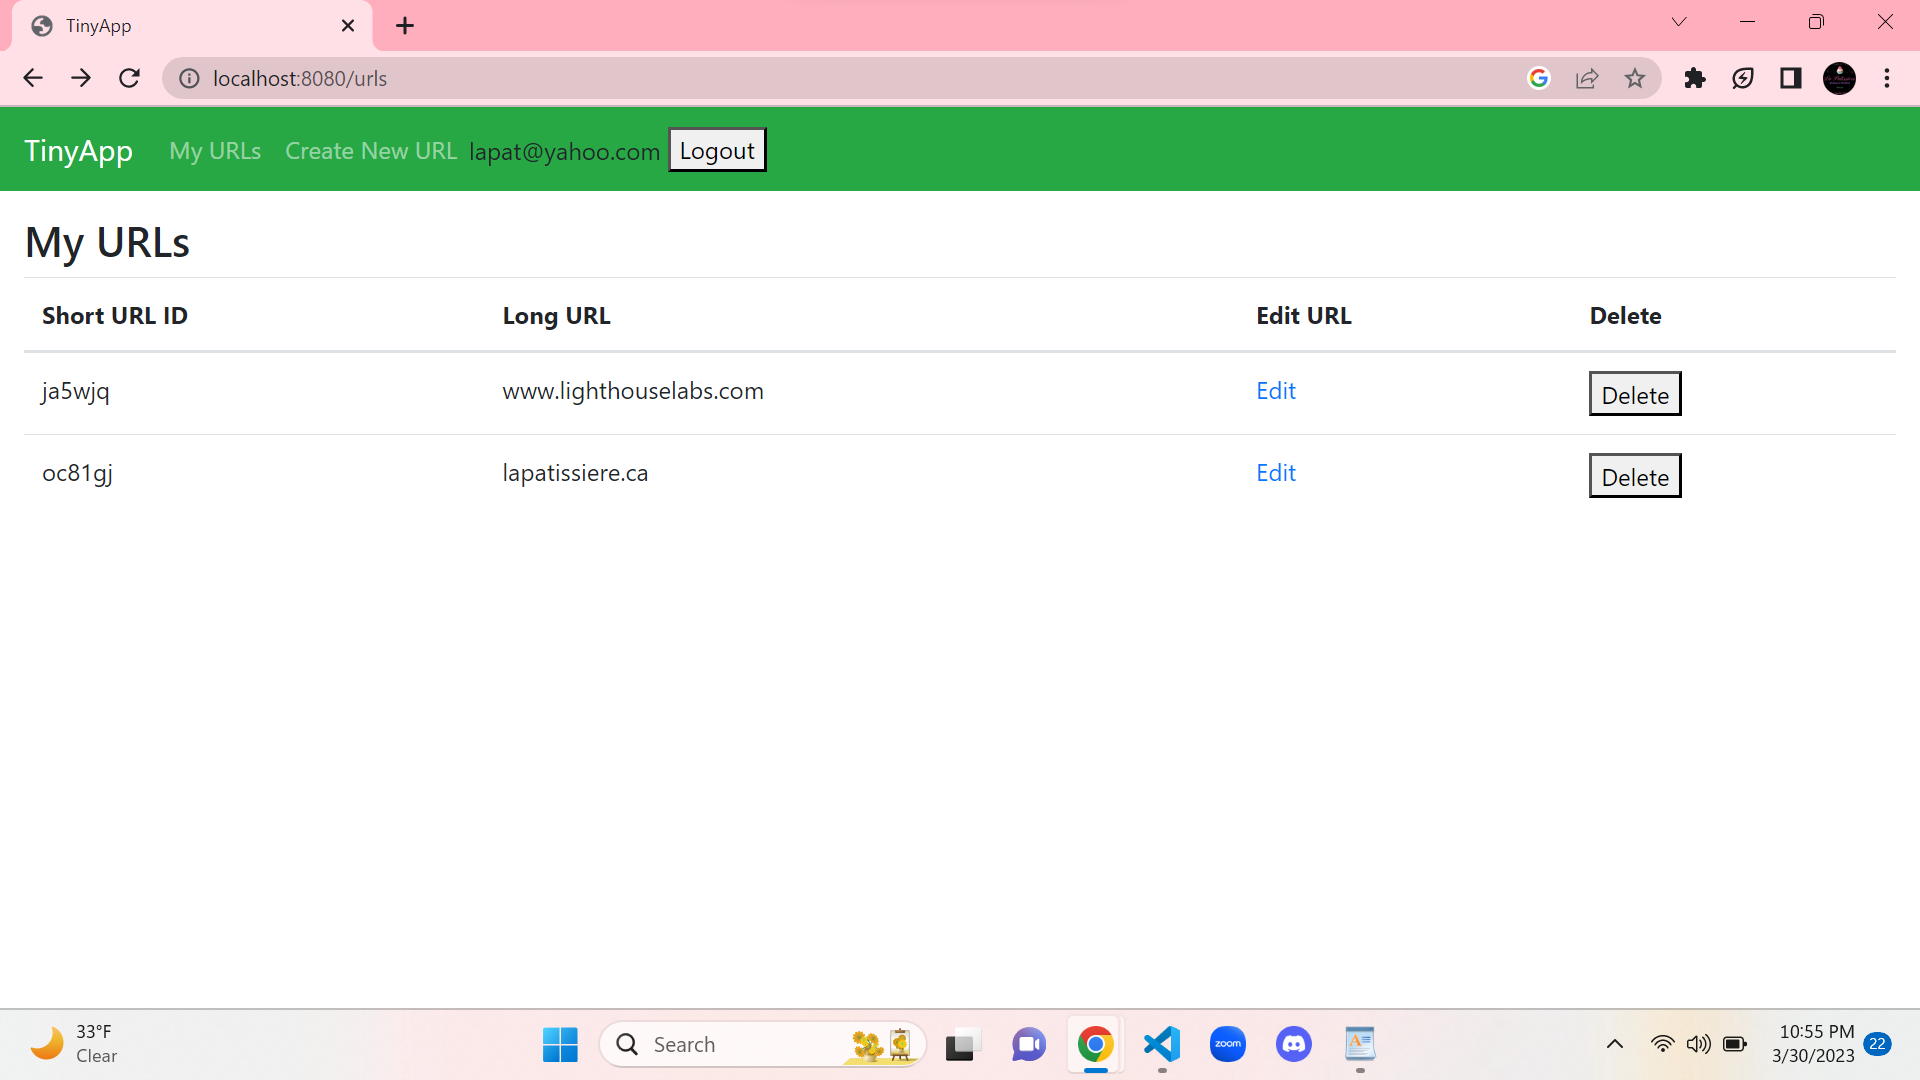 TinyApp
localhost:8080/urls
TinyApp My URLs Create New URL lapat@yahoo.com Logout
My URLs
Short URL ID Long URL Edit URL Delete
ja5wjq www.lighthouselabs.com Edit Delete
oc81gj lapatissiere.ca Edit Delete
33°F
Clear
Search
zoom
10:55 PM
3/30/2023
22